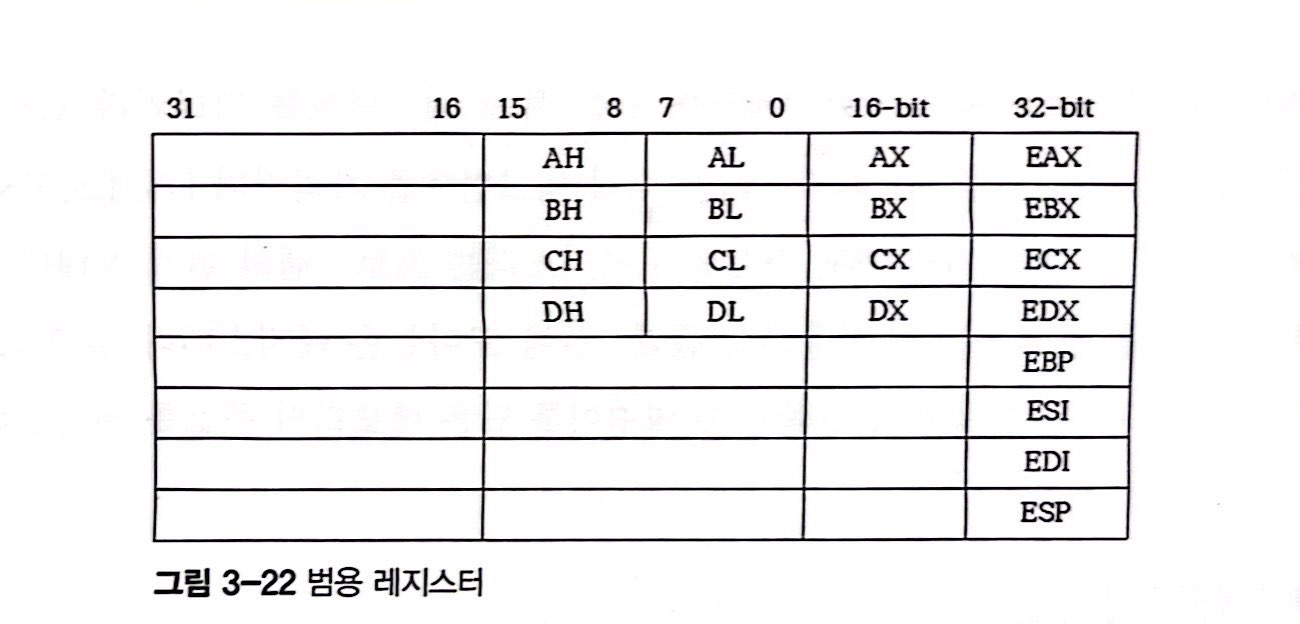 31 16 15 8 7 0 16-bit 32-bit
AH AL AX EAX
BH BL BX EBX
CH CL CX ECX
DH DL DX EDX
EBP
ESI
EDI
ESP
그림 3-22 범용 레지스터